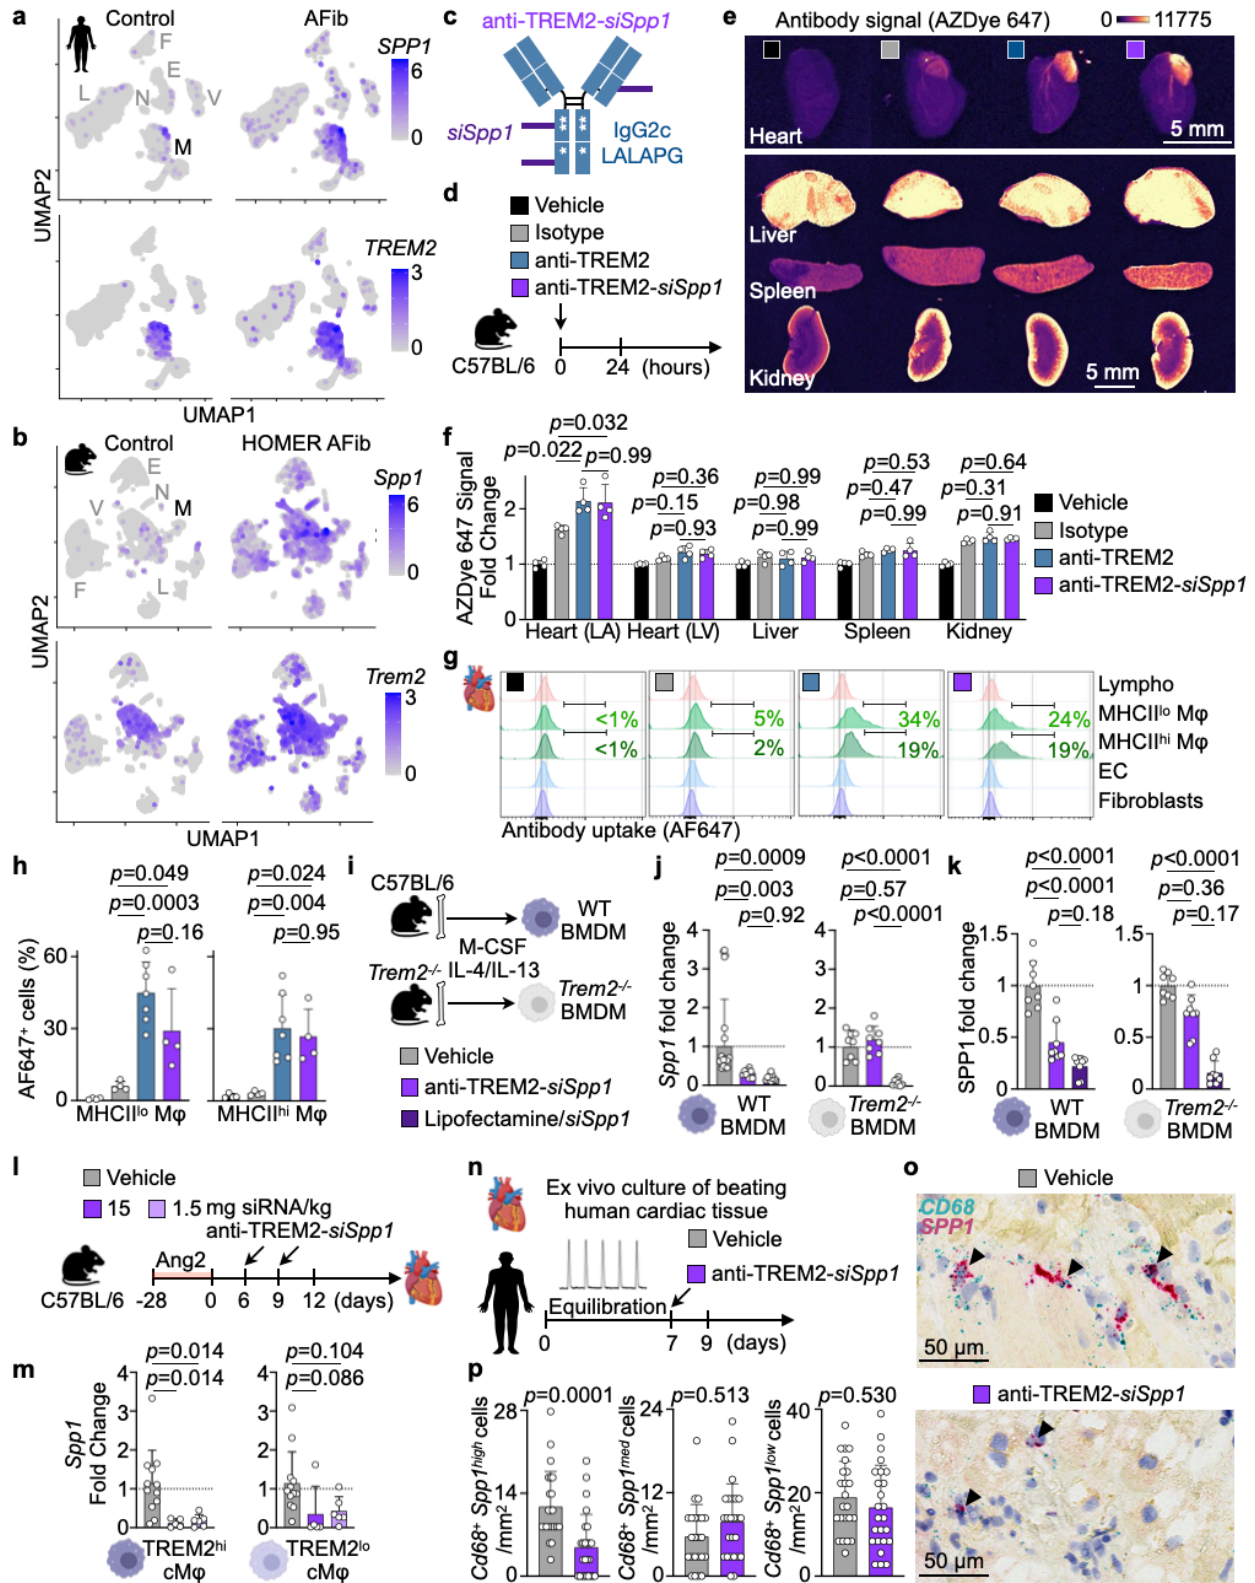 a
Control
AFib
SPP1
6
0
F
E
L
N
V
M
TREM2
3
0
UMAP2
UMAP1
b
Control
HOMER AFib
Spp1
6
0
E
N
V
M
F
L
Trem2
3
0
UMAP2
UMAP1
c
anti-TREM2-siSpp1
siSpp1
IgG2c
LALAPG
d
Vehicle
Isotype
anti-TREM2
anti-TREM2-siSpp1
C57BL/6
0 24 (hours)
e
Antibody signal (AZDye 647)
0 11775
Heart
5 mm
Liver
Spleen
Kidney
5 mm
f
AZDye 647 Signal
Fold Change
2
1
0
p=0.032
p=0.022
p=0.99
p=0.36
p=0.15
p=0.93
p=0.99
p=0.98
p=0.99
p=0.53
p=0.47
p=0.99
p=0.64
p=0.31
p=0.91
Heart (LA) Heart (LV) Liver Spleen Kidney
Vehicle
Isotype
anti-TREM2
anti-TREM2-siSpp1
g
<1% 5% 34% 24%
<1% 2% 19% 19%
Lympho
MHCIIlo Mφ
MHCIIhi Mφ
EC
Fibroblasts
Antibody uptake (AF647)
h
p=0.049
p=0.0003
p=0.16
p=0.024
p=0.004
p=0.95
AF647+ cells (%)
60
30
0
MHCIIlo Mφ
MHCIIhi Mφ
i
C57BL/6
WT
BMDM
M-CSF
IL-4/IL-13
Trem2-/-
Trem2-/-
BMDM
Vehicle
anti-TREM2-siSpp1
Lipofectamine/siSpp1
j
p=0.0009
p=0.003
p=0.92
p<0.0001
p=0.57
p<0.0001
Spp1 fold change
4
3
2
1
0
4
3
2
1
0
WT
BMDM
Trem2-/-
BMDM
k
p<0.0001
p<0.0001
p=0.18
p<0.0001
p=0.36
p=0.17
SPP1 fold change
1.5
1
0.5
0
1.5
1
0.5
0
WT
BMDM
Trem2-/-
BMDM
l
Vehicle
15 1.5 mg siRNA/kg
anti-TREM2-siSpp1
Ang2
C57BL/6
-28 0 6 9 12 (days)
m
p=0.014
p=0.014
p=0.104
p=0.086
Spp1
Fold Change
4
3
2
1
0
4
3
2
1
0
TREM2hi
cMφ
TREM2lo
cMφ
n
Ex vivo culture of beating
human cardiac tissue
Vehicle
anti-TREM2-siSpp1
Equilibration
0 7 9 (days)
o
Vehicle
CD68
SPP1
50 µm
anti-TREM2-siSpp1
50 µm
p
p=0.0001
p=0.513
p=0.530
Cd68+ Spp1high cells
/mm2
28
14
0
Cd68+ Spp1med cells
/mm2
24
12
0
Cd68+ Spp1low cells
/mm2
40
20
0